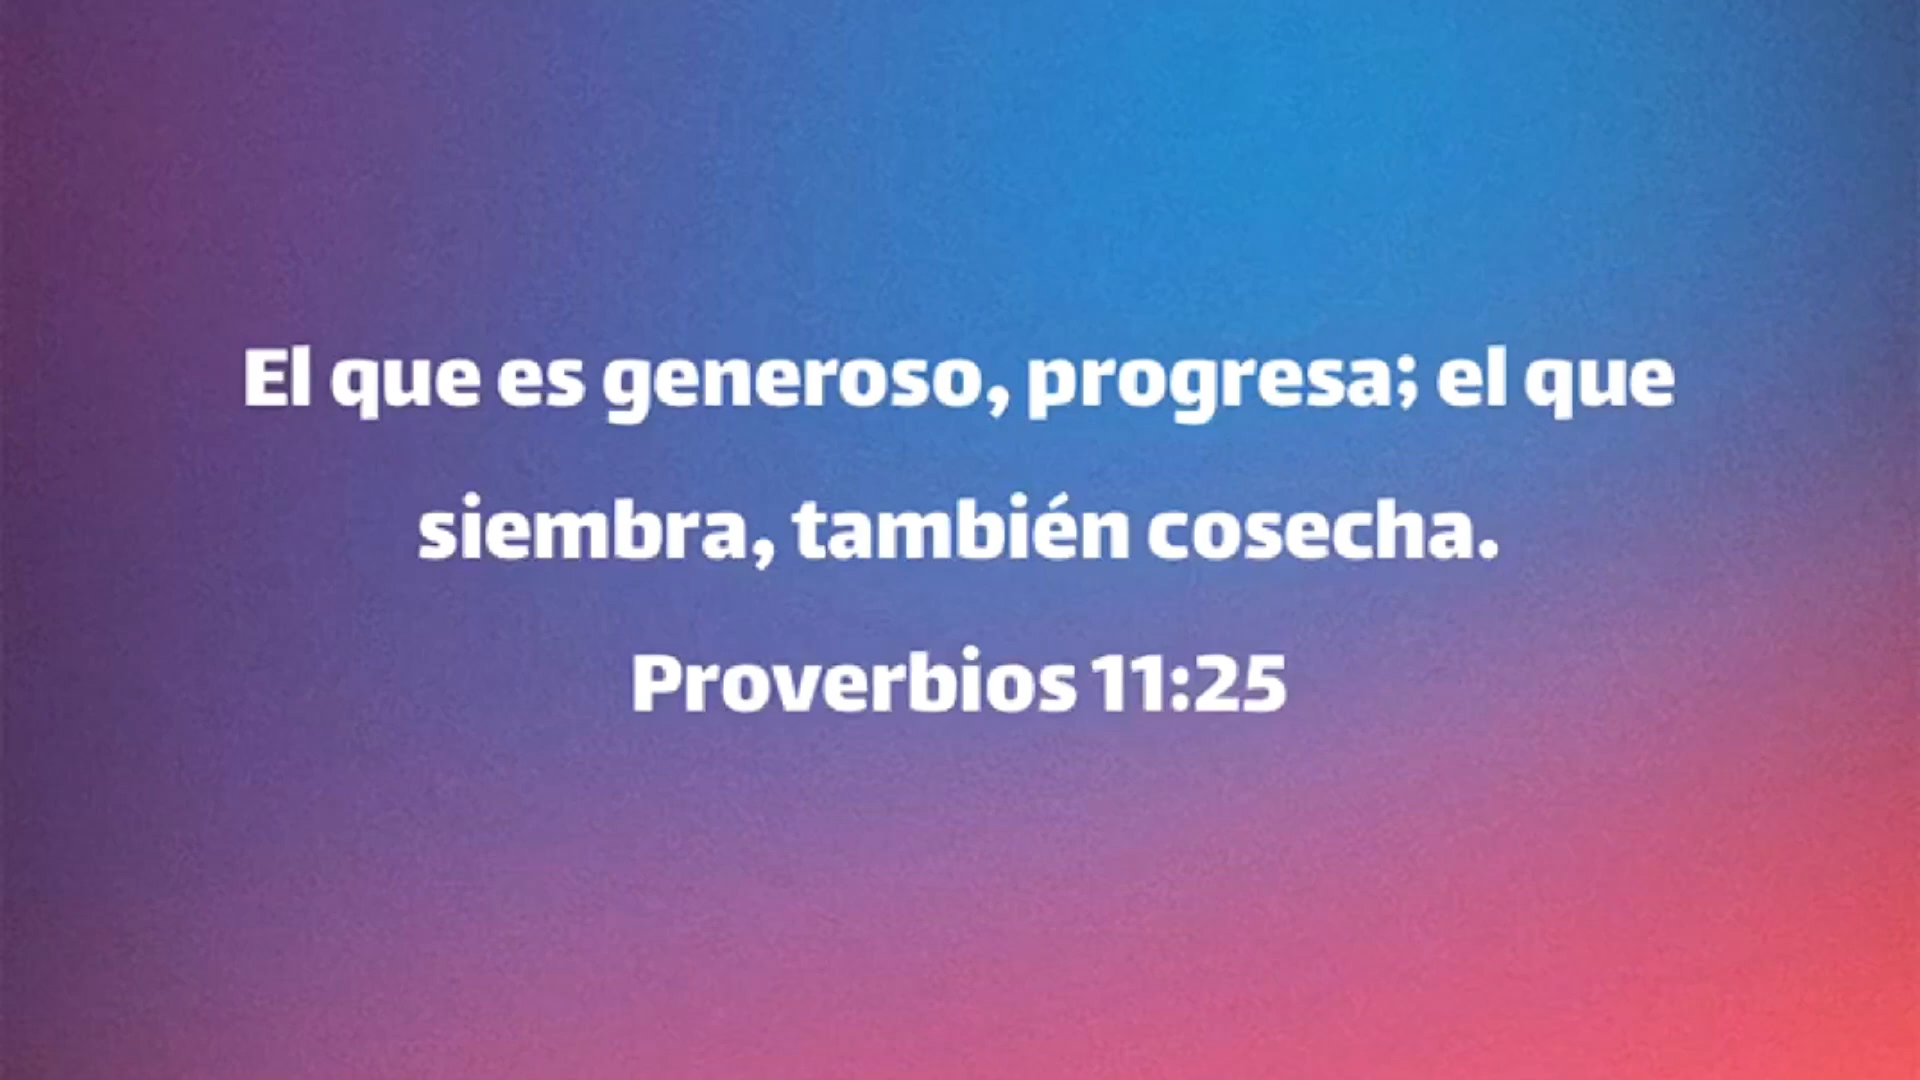 El que es generoso, progresa; el que
siembra, también cosecha.
Proverbios 11:25